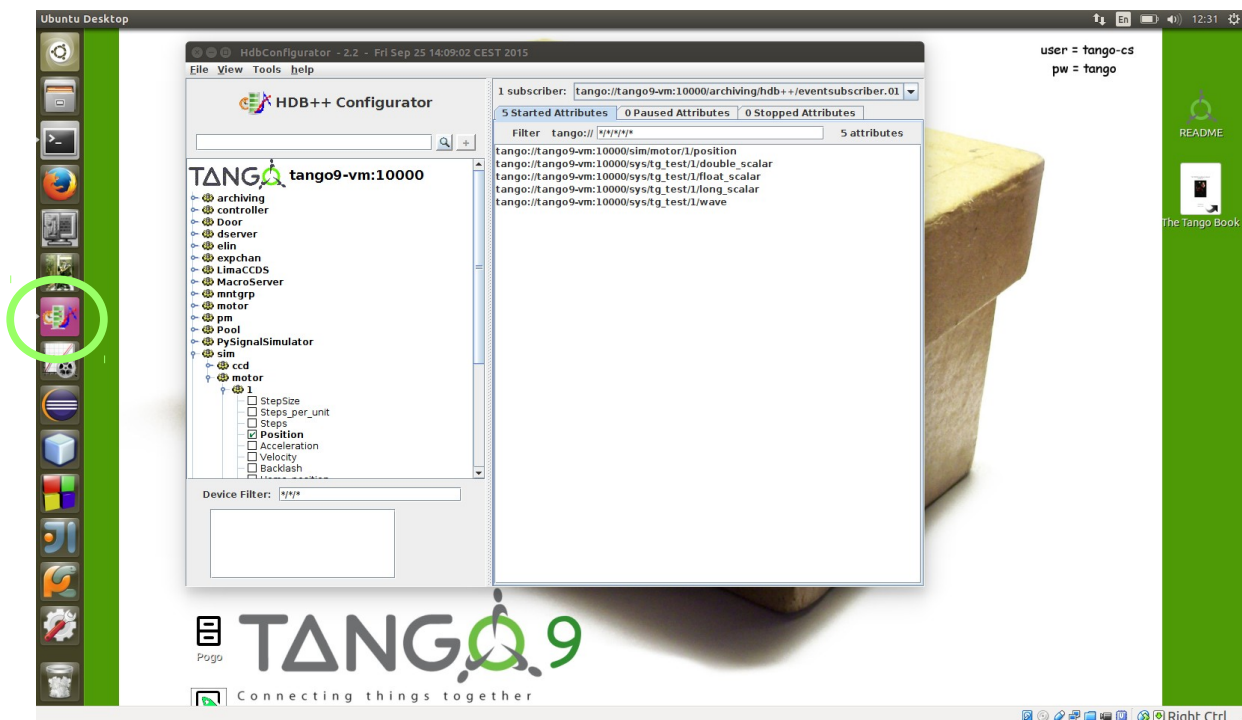 Ubuntu Desktop
En
12:31
user = tango-cs
pw = tango
README
The Tango Book
HdbConfigurator - 2.2 - Fri Sep 25 14:09:02 CEST 2015
File View Tools help
HDB++ Configurator
+
TANGO tango9-vm:10000
archiving
controller
Door
dserver
elin
expchan
LimaCCDS
MacroServer
mntgrp
motor
pm
Pool
PySignalSimulator
sim
ccd
motor
1
StepSize
Steps_per_unit
Steps
Position
Acceleration
Velocity
Backlash
Device Filter: */*/*
1 subscriber: tango://tango9-vm:10000/archiving/hdb++/eventsubscriber.01
5 Started Attributes 0 Paused Attributes 0 Stopped Attributes
Filter tango:// */*/*/*/* 5 attributes
tango://tango9-vm:10000/sim/motor/1/position
tango://tango9-vm:10000/sys/tg_test/1/double_scalar
tango://tango9-vm:10000/sys/tg_test/1/float_scalar
tango://tango9-vm:10000/sys/tg_test/1/long_scalar
tango://tango9-vm:10000/sys/tg_test/1/wave
Pogo
TANGO 9
Connecting things together
Right Ctrl